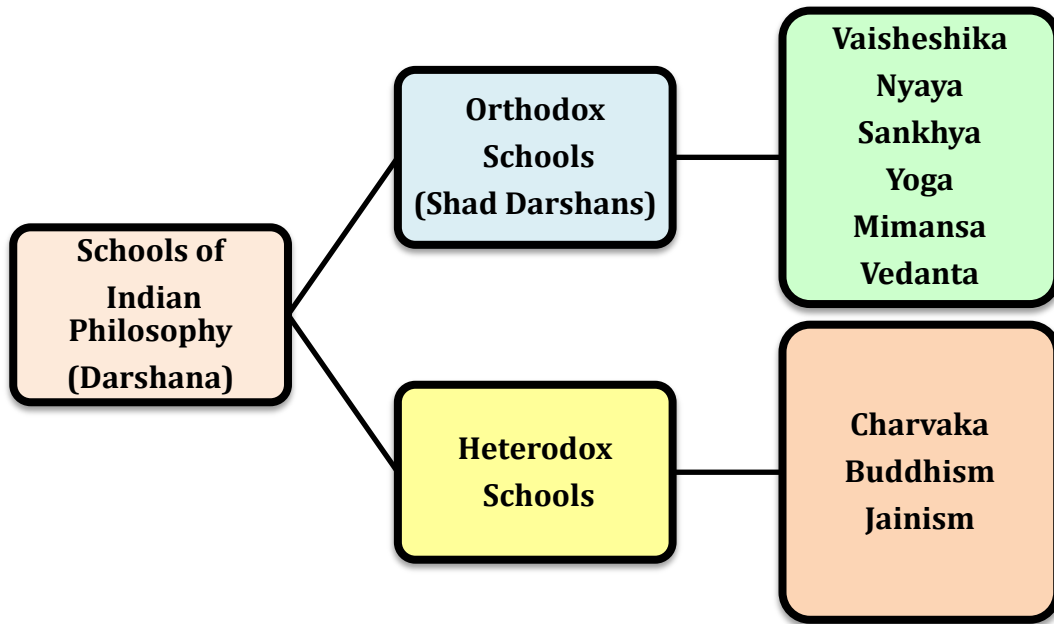 Schools of
Indian
Philosophy
(Darshana)
Orthodox
Schools
(Shad Darshans)
Vaisheshika
Nyaya
Sankhya
Yoga
Mimansa
Vedanta
Heterodox
Schools
Charvaka
Buddhism
Jainism